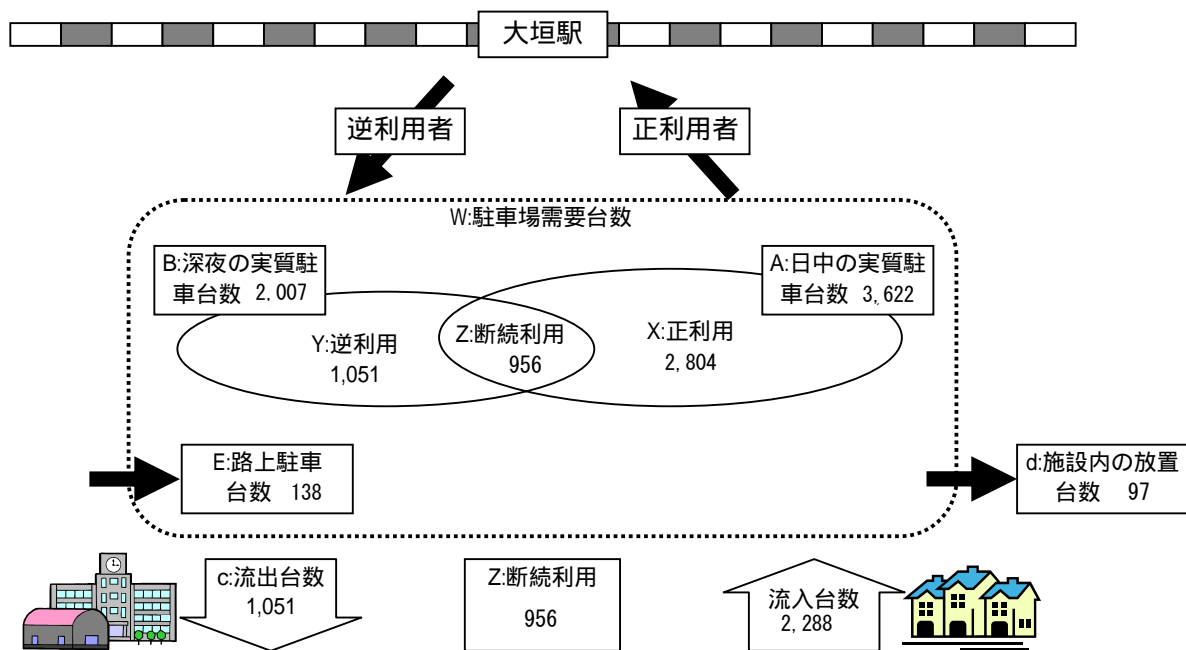 大垣駅
逆利用者
正利用者
W:駐車場需要台数
B:深夜の実質駐
車台数 2,007
A:日中の実質駐
車台数 3,622
Y:逆利用
1,051
Z:断続利用
956
X:正利用
2,804
E:路上駐車
台数 138
d:施設内の放置
台数 97
c:流出台数
1,051
Z:断続利用
956
流入台数
2,288